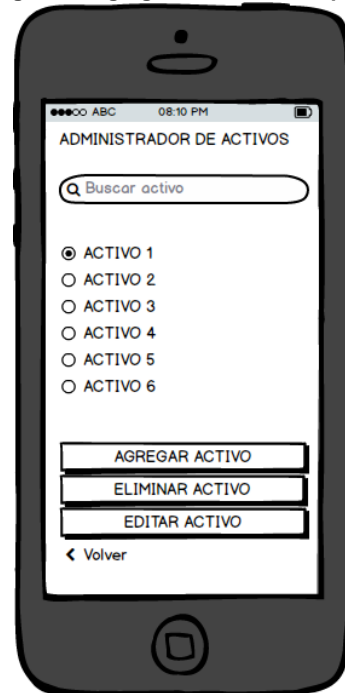 ABC 08:10 PM
ADMINISTRADOR DE ACTIVOS
Buscar activo
ACTIVO 1
ACTIVO 2
ACTIVO 3
ACTIVO 4
ACTIVO 5
ACTIVO 6
AGREGAR ACTIVO
ELIMINAR ACTIVO
EDITAR ACTIVO
Volver